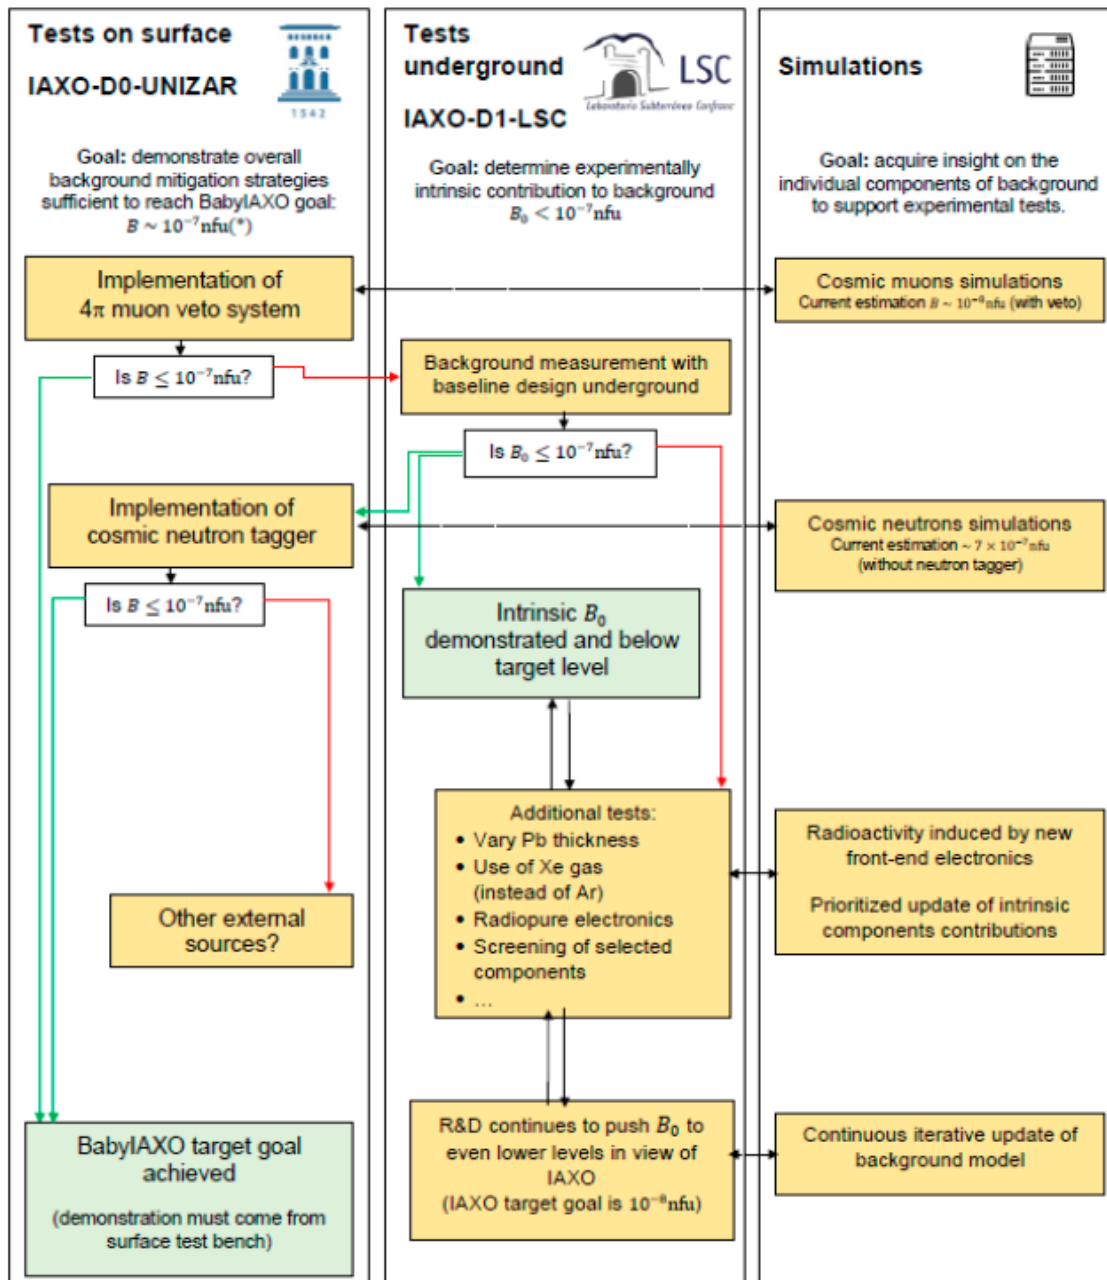 Tests on surface
IAXO-D0-UNIZAR
1542
Goal: demonstrate overall
background mitigation strategies
sufficient to reach BabyIAXO goal:
B ~ 10⁻⁷nfu(*)
Implementation of
4π muon veto system
Is B ≤ 10⁻⁷nfu?
Implementation of
cosmic neutron tagger
Is B ≤ 10⁻⁷nfu?
Other external
sources?
BabyIAXO target goal
achieved
(demonstration must come from
surface test bench)
Tests
underground
IAXO-D1-LSC
LSC
Laboratorio Subterráneo Canfranc
Goal: determine experimentally
intrinsic contribution to background
B₀ < 10⁻⁷nfu
Background measurement with
baseline design underground
Is B₀ ≤ 10⁻⁷nfu?
Intrinsic B₀
demonstrated and below
target level
Additional tests:
• Vary Pb thickness
• Use of Xe gas
(instead of Ar)
• Radiopure electronics
• Screening of selected
components
• ...
R&D continues to push B₀ to
even lower levels in view of
IAXO
(IAXO target goal is 10⁻⁸nfu)
Simulations
Goal: acquire insight on the
individual components of background
to support experimental tests.
Cosmic muons simulations
Current estimation B ~ nfu (with veto)
Cosmic neutrons simulations
Current estimation ~ 7 × 10⁻⁷nfu
(without neutron tagger)
Radioactivity induced by new
front-end electronics
Prioritized update of intrinsic
components contributions
Continuous iterative update of
background model